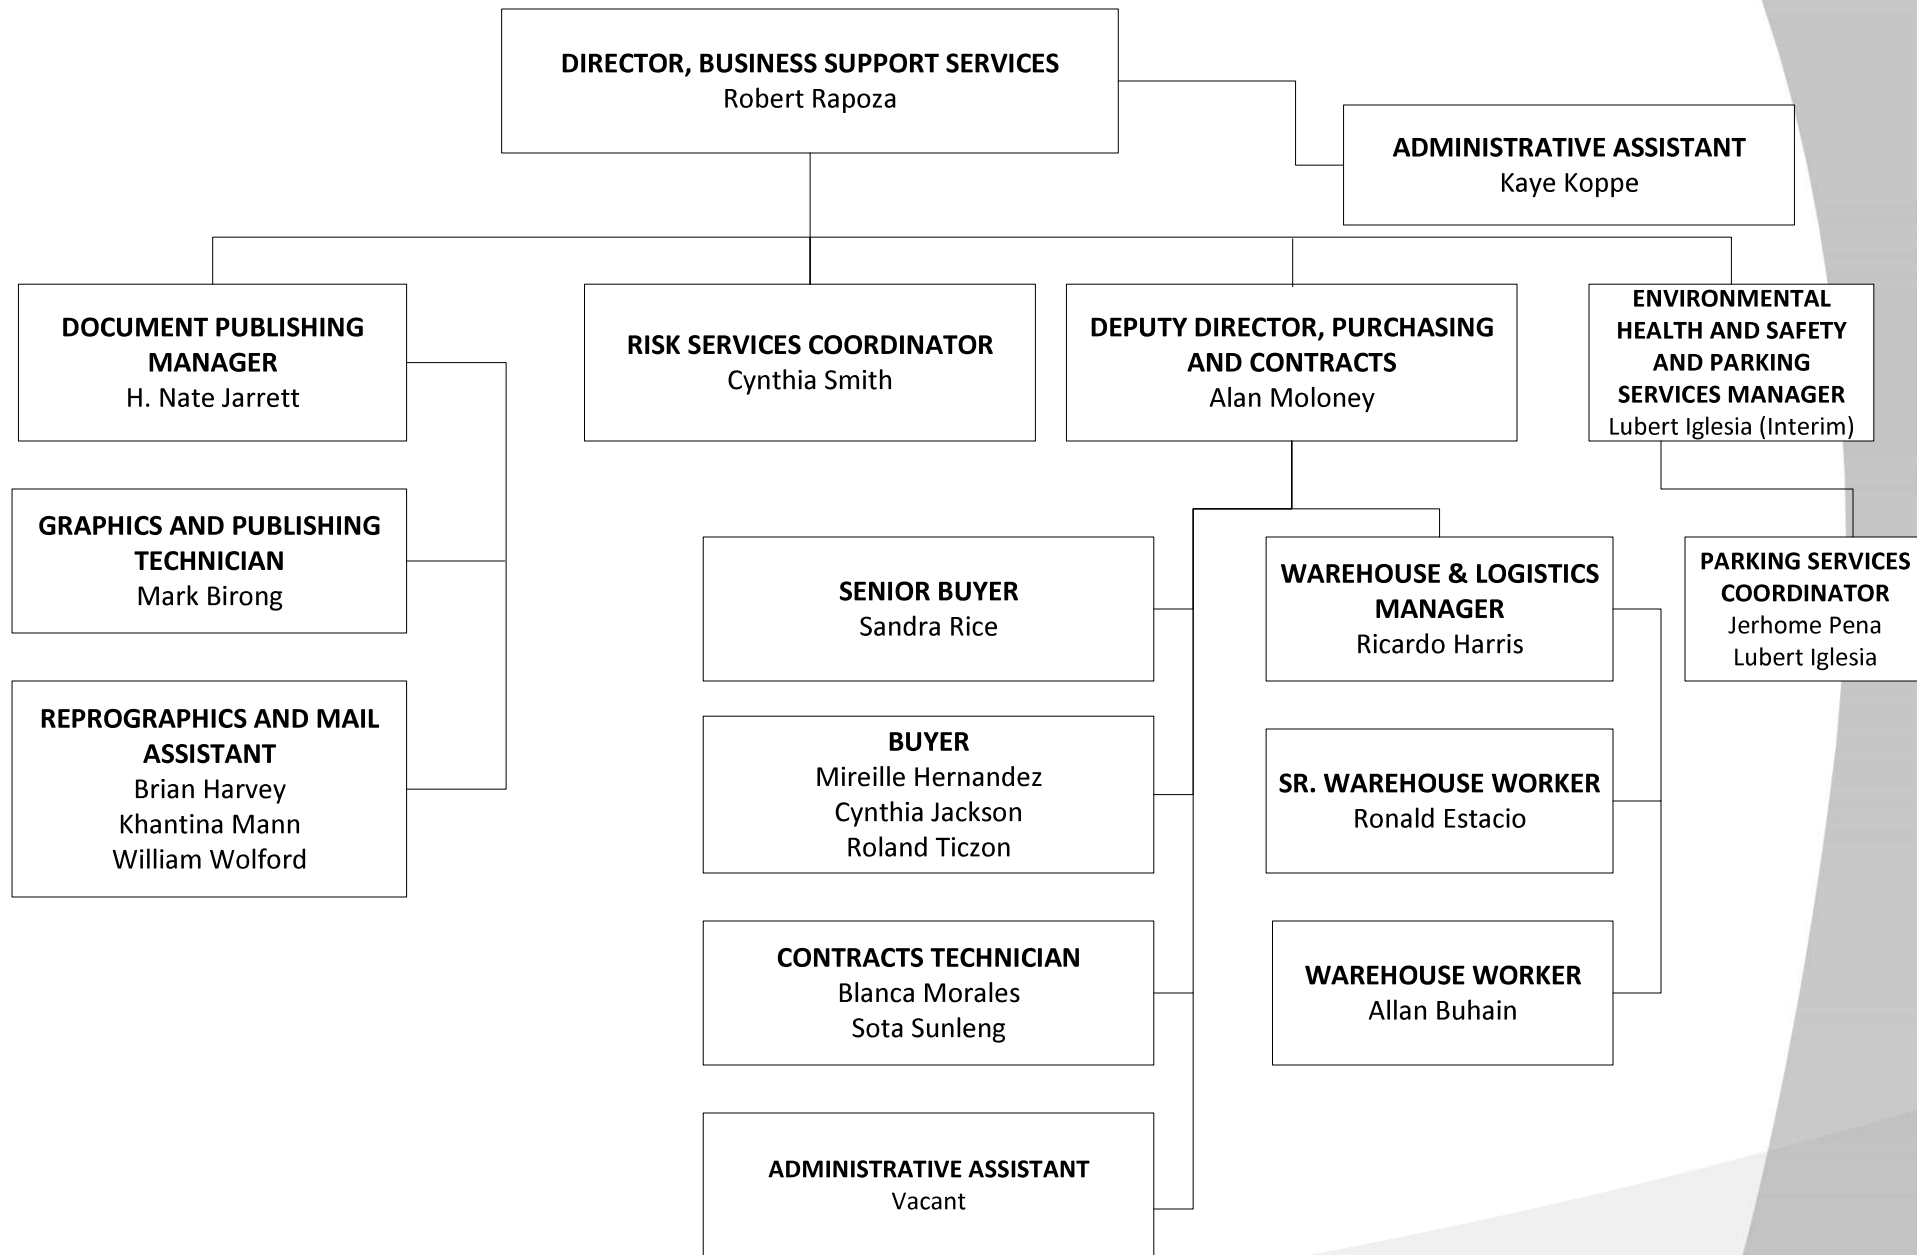 DIRECTOR, BUSINESS SUPPORT SERVICES
Robert Rapoza
ADMINISTRATIVE ASSISTANT
Kaye Koppe
DOCUMENT PUBLISHING
MANAGER
H. Nate Jarrett
RISK SERVICES COORDINATOR
Cynthia Smith
DEPUTY DIRECTOR, PURCHASING
AND CONTRACTS
Alan Moloney
ENVIRONMENTAL
HEALTH AND SAFETY
AND PARKING
SERVICES MANAGER
Lubert Iglesia (Interim)
GRAPHICS AND PUBLISHING
TECHNICIAN
Mark Birong
SENIOR BUYER
Sandra Rice
WAREHOUSE & LOGISTICS
MANAGER
Ricardo Harris
PARKING SERVICES
COORDINATOR
Jerhome Pena
Lubert Iglesia
REPROGRAPHICS AND MAIL
ASSISTANT
Brian Harvey
Khantina Mann
William Wolford
BUYER
Mireille Hernandez
Cynthia Jackson
Roland Ticzon
SR. WAREHOUSE WORKER
Ronald Estacio
CONTRACTS TECHNICIAN
Blanca Morales
Sota Sunleng
WAREHOUSE WORKER
Allan Buhain
ADMINISTRATIVE ASSISTANT
Vacant